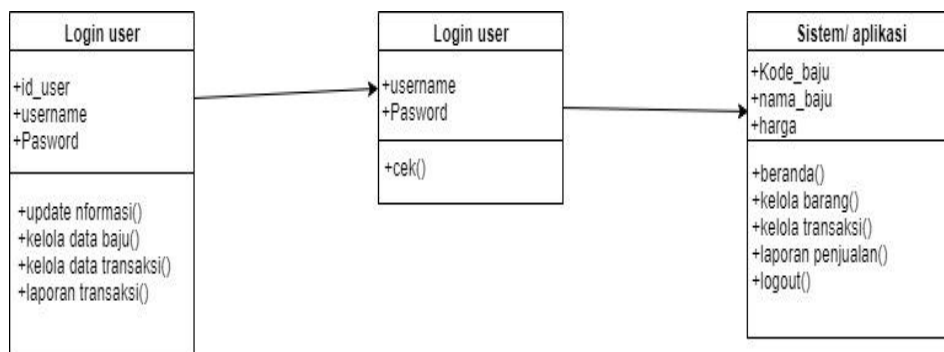 Login user
+id_user
+username
+Pasword
+update nformasi()
+kelola data baju()
+kelola data transaksi()
+laporan transaksi()
Login user
+username
+Pasword
+cek()
Sistem/ aplikasi
+Kode_baju
+nama_baju
+harga
+beranda()
+kelola barang()
+kelola transaksi()
+laporan penjualan()
+logout()